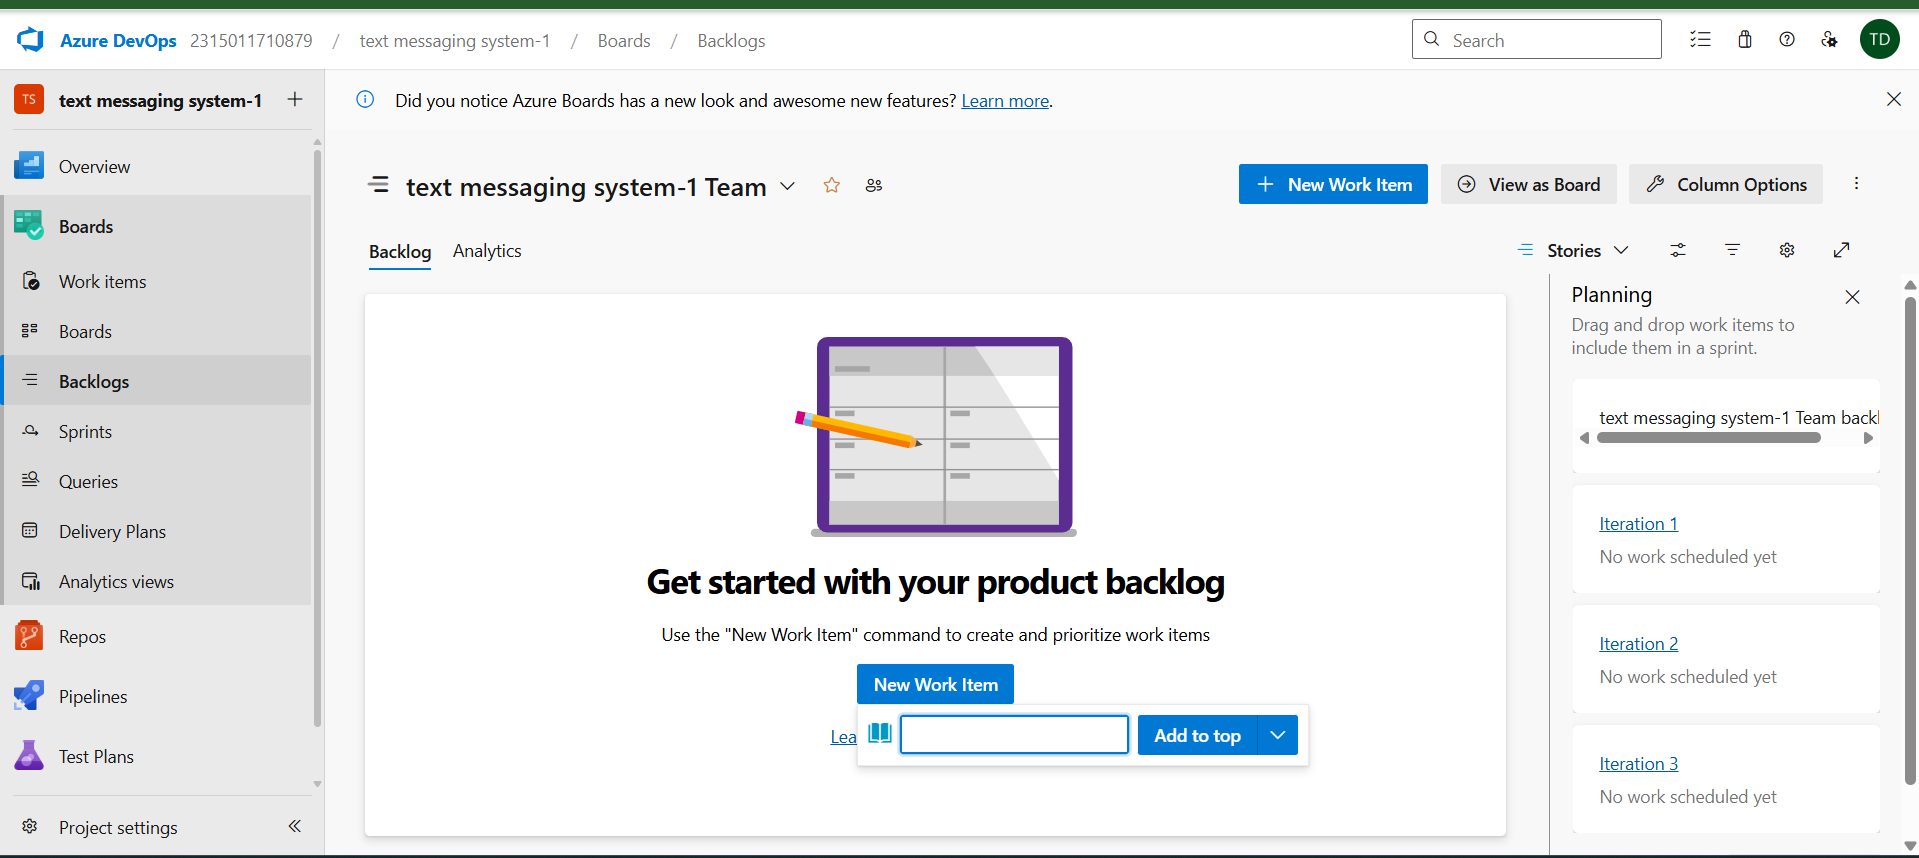 Azure DevOps 2315011710879 / text messaging system-1 / Boards / Backlogs
Search
TD
TS text messaging system-1
Did you notice Azure Boards has a new look and awesome new features? Learn more.
Overview
Boards
Work items
Boards
Backlogs
Sprints
Queries
Delivery Plans
Analytics views
Repos
Pipelines
Test Plans
Project settings
text messaging system-1 Team
New Work Item
View as Board
Column Options
Backlog
Analytics
Stories
Get started with your product backlog
Use the "New Work Item" command to create and prioritize work items
New Work Item
Lea
Add to top
Planning
Drag and drop work items to
include them in a sprint.
text messaging system-1 Team backl
Iteration 1
No work scheduled yet
Iteration 2
No work scheduled yet
Iteration 3
No work scheduled yet